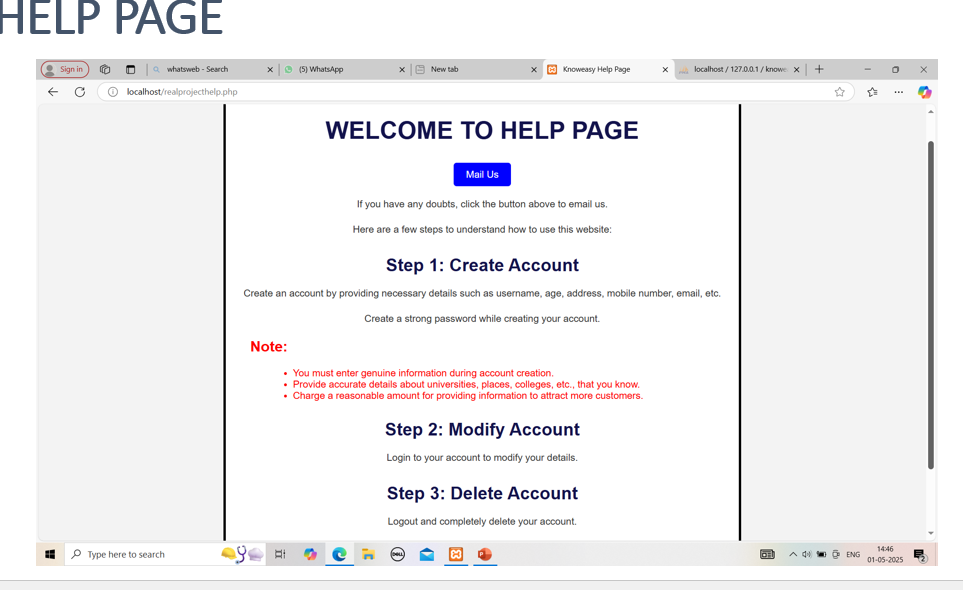 HELP PAGE
Sign in
whatsweb - Search
(5) WhatsApp
New tab
Knoweasy Help Page
localhost / 127.0.0.1 / knowe
localhost/realprojecthelp.php
WELCOME TO HELP PAGE
Mail Us
If you have any doubts, click the button above to email us.
Here are a few steps to understand how to use this website:
Step 1: Create Account
Create an account by providing necessary details such as username, age, address, mobile number, email, etc.
Create a strong password while creating your account.
Note:
• You must enter genuine information during account creation.
• Provide accurate details about universities, places, colleges, etc., that you know.
• Charge a reasonable amount for providing information to attract more customers.
Step 2: Modify Account
Login to your account to modify your details.
Step 3: Delete Account
Logout and completely delete your account.
Type here to search
DELL
ENG
14:46
01-05-2025
2